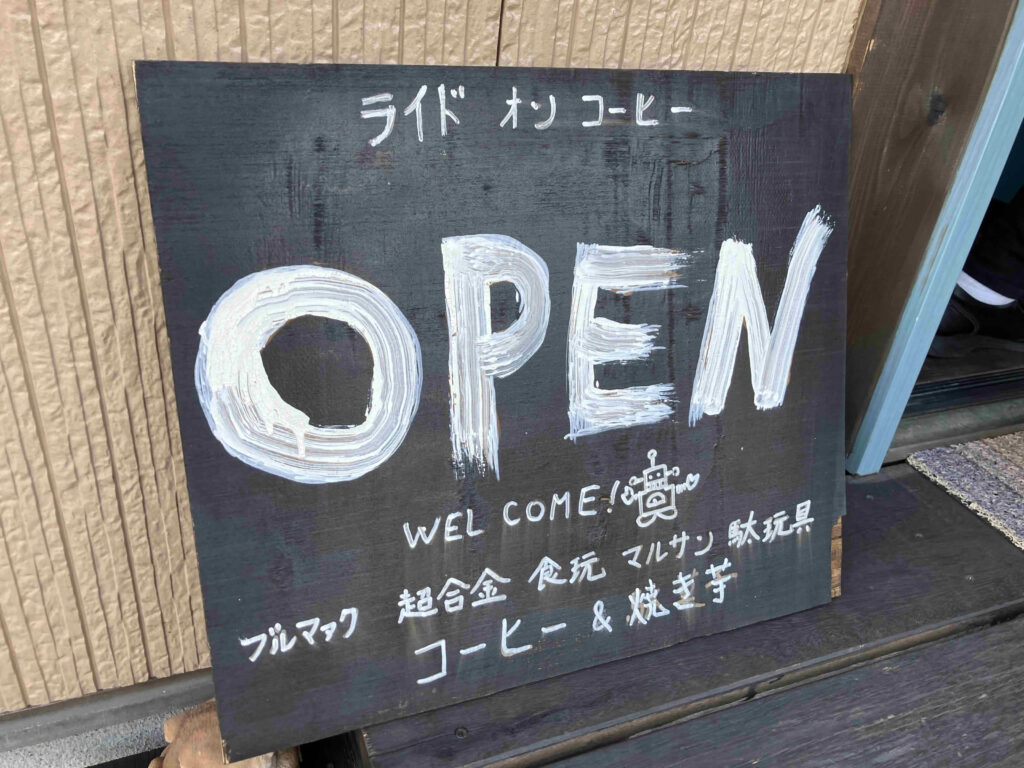 ライド オン コーヒー
OPEN
WEL COME!
ブルマァク 超合金 食玩 マルサン 駄玩具
コーヒー & 焼き芋